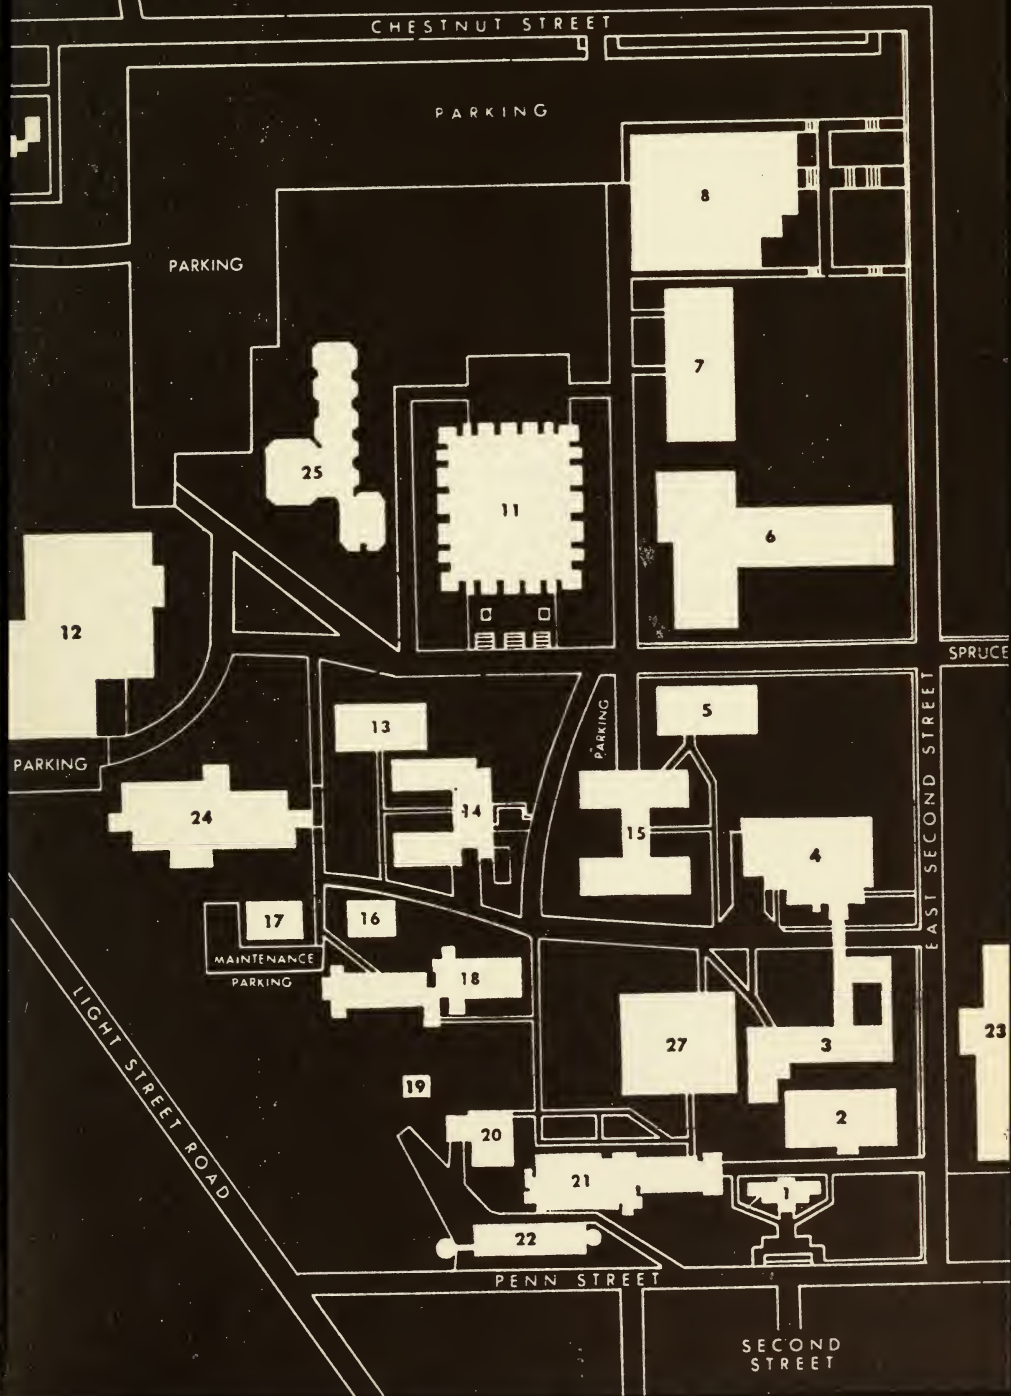 CHESTNUT STREET
PARKING
8
PARKING
7
25
11
6
12
SPRUCE
5
13
PARKING
PARKING
14
24
15
4
EAST SECOND STREET
17
16
MAINTENANCE
PARKING
18
LIGHT STREET ROAD
23
27
3
19
2
20
21
1
22
PENN STREET
SECOND
STREET